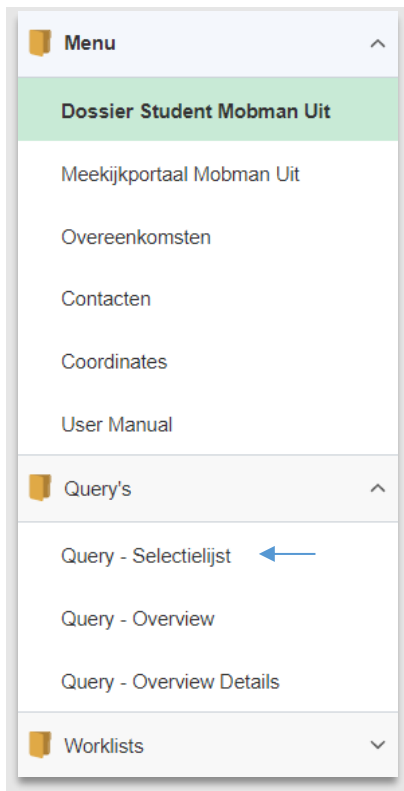 Menu
Dossier Student Mobman Uit
Meekijkportaal Mobman Uit
Overeenkomsten
Contacten
Coordinates
User Manual
Query's
Query - Selectielijst
Query - Overview
Query - Overview Details
Worklists